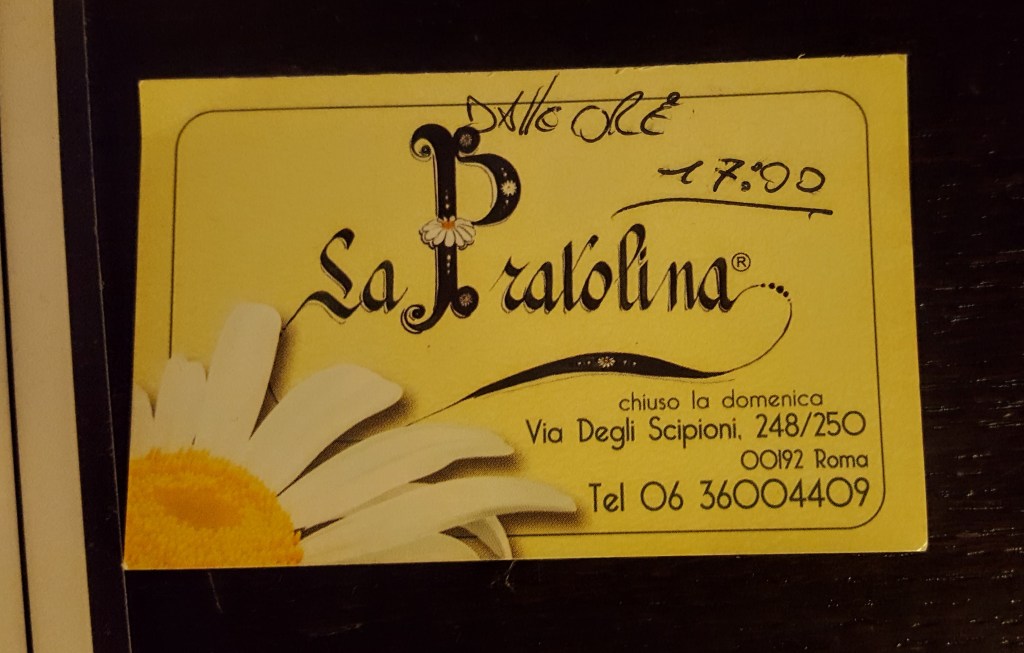 DAllE ORE
17:00
La Pratolina®
chiuso la domenica
Via Degli Scipioni, 248/250
00192 Roma
Tel 06 36004409